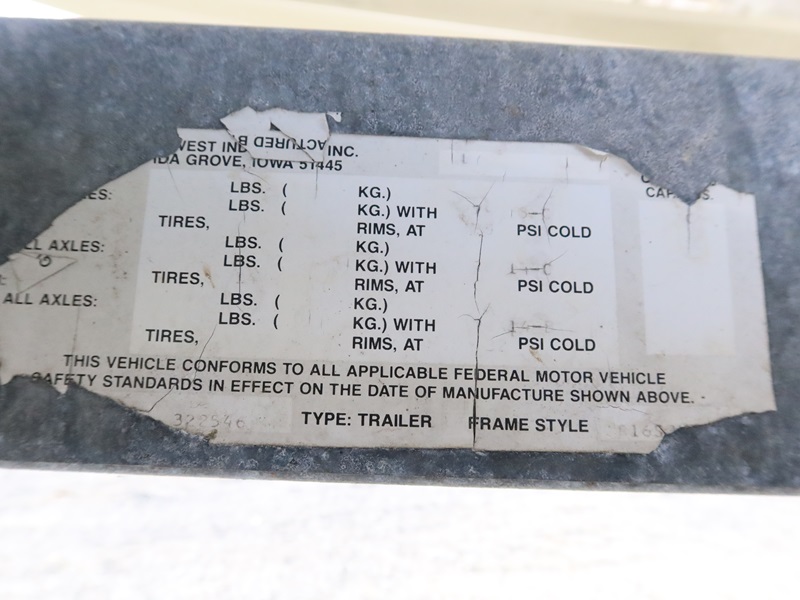 ACTURED B
WEST IND INC.
IDA GROVE, IOWA 51445
LBS. ( KG.)
LBS. ( KG.) WITH
TIRES, RIMS, AT PSI COLD
LL AXLES: LBS. ( KG.)
LBS. ( KG.) WITH
TIRES, RIMS, AT PSI COLD
ALL AXLES: LBS. ( KG.)
LBS. ( KG.) WITH
TIRES, RIMS, AT PSI COLD
THIS VEHICLE CONFORMS TO ALL APPLICABLE FEDERAL MOTOR VEHICLE
SAFETY STANDARDS IN EFFECT ON THE DATE OF MANUFACTURE SHOWN ABOVE.
322546 TYPE: TRAILER FRAME STYLE